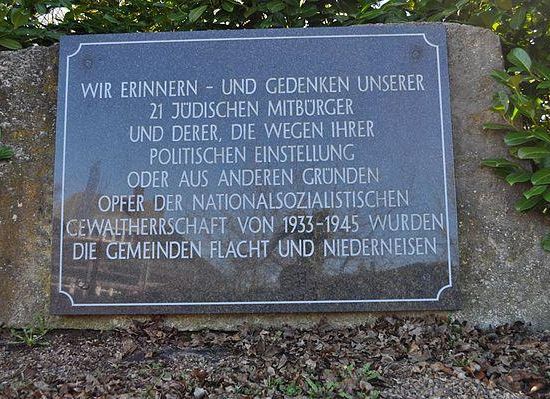 WIR ERINNERN - UND GEDENKEN UNSERER
21 JÜDISCHEN MITBÜRGER
UND DERER, DIE WEGEN IHRER
POLITISCHEN EINSTELLUNG
ODER AUS ANDEREN GRÜNDEN
OPFER DER NATIONALSOZIALISTISCHEN
GEWALTHERRSCHAFT VON 1933-1945 WURDEN
DIE GEMEINDEN FLACHT UND NIEDERNEISEN